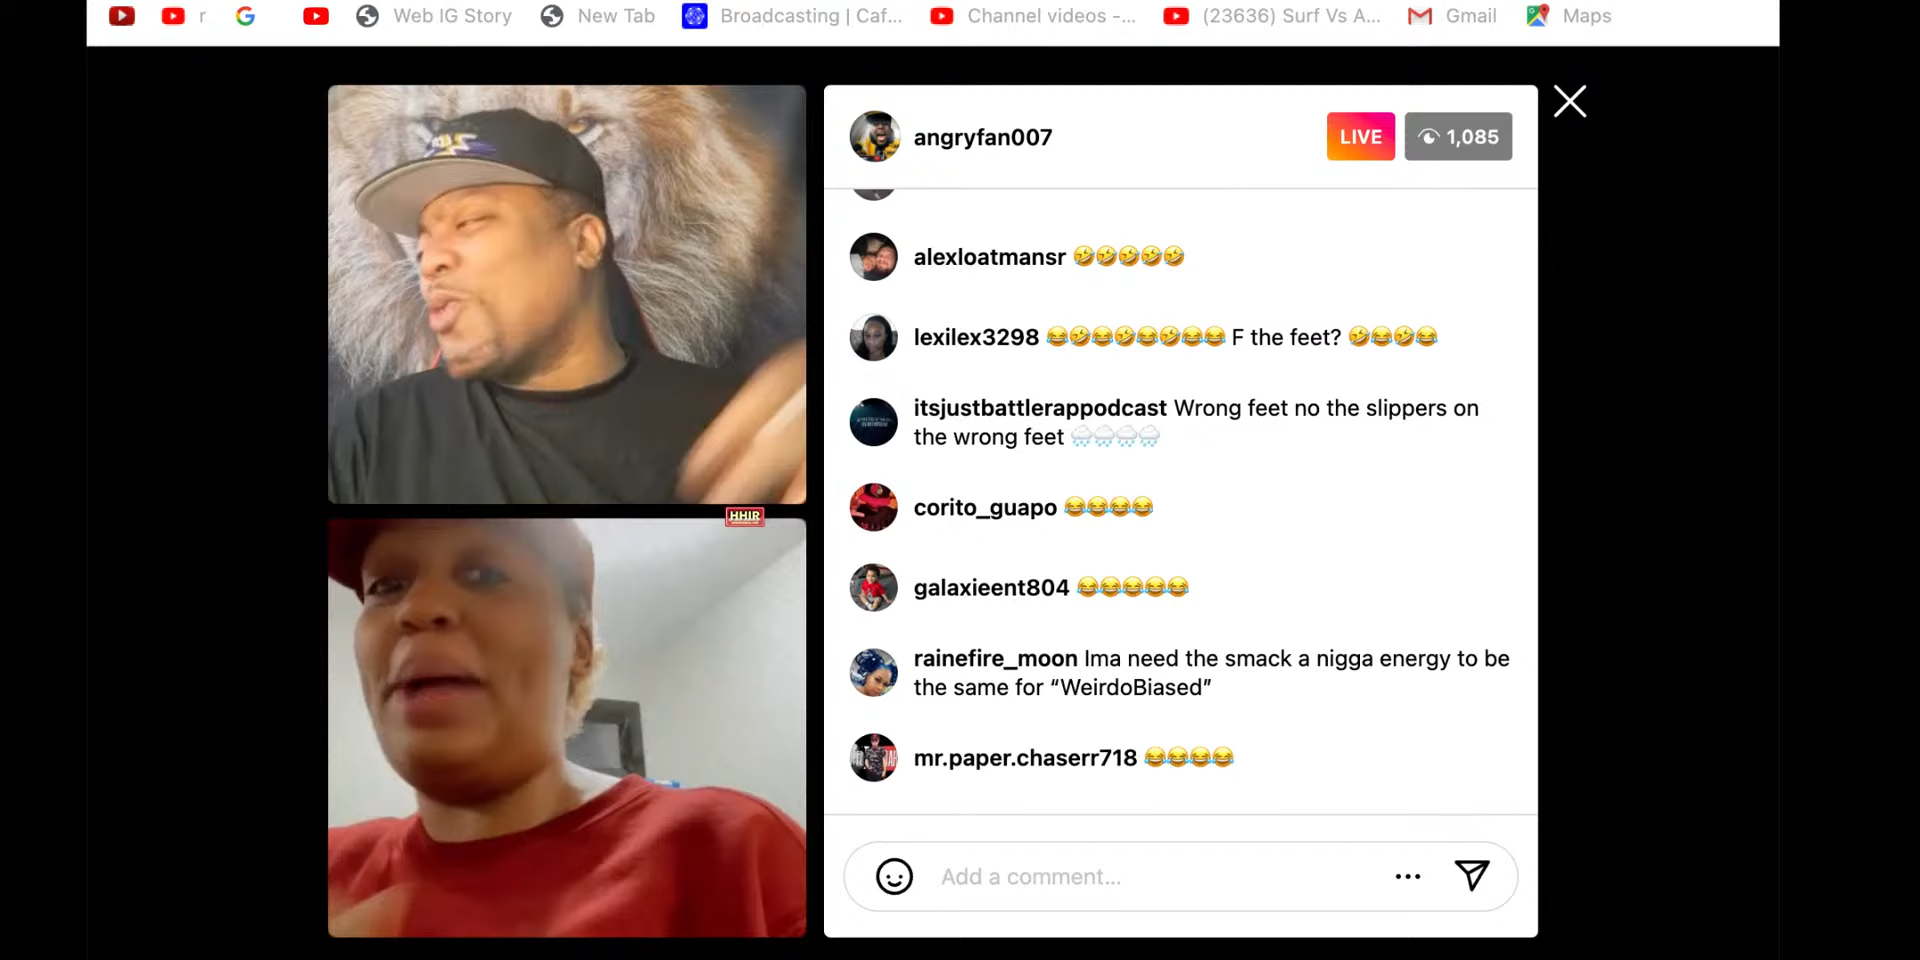 r
Web IG Story
New Tab
Broadcasting | Caf...
Channel videos -...
(23636) Surf Vs A...
Gmail
Maps
angryfan007
LIVE
1,085
alexloatmansr 🤣🤣🤣🤣🤣
lexilex3298 😂🤣😂🤣😂🤣😂😂 F the feet? 🤣😂🤣😂
itsjustbattlerappodcast Wrong feet no the slippers on
the wrong feet 🌧🌧🌧🌧
corito_guapo 😂😂😂😂
galaxieent804 😂😂😂😂😂
rainefire_moon Ima need the smack a nigga energy to be
the same for “WeirdoBiased”
mr.paper.chaserr718 😂😂😂😂
Add a comment...
HHIR